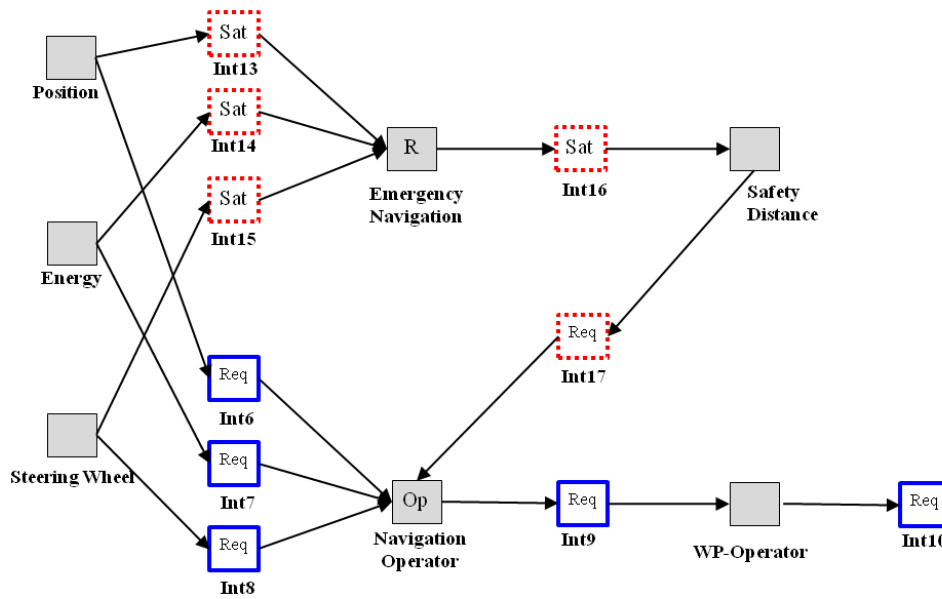 Sat
Int13
Position
Sat
Int14
R
Sat
Emergency
Navigation
Int16
Safety
Distance
Sat
Int15
Energy
Req
Int17
Req
Int6
Steering Wheel
Req
Int7
Op
Navigation
Operator
Req
Int9
WP-Operator
Req
Int10
Req
Int8